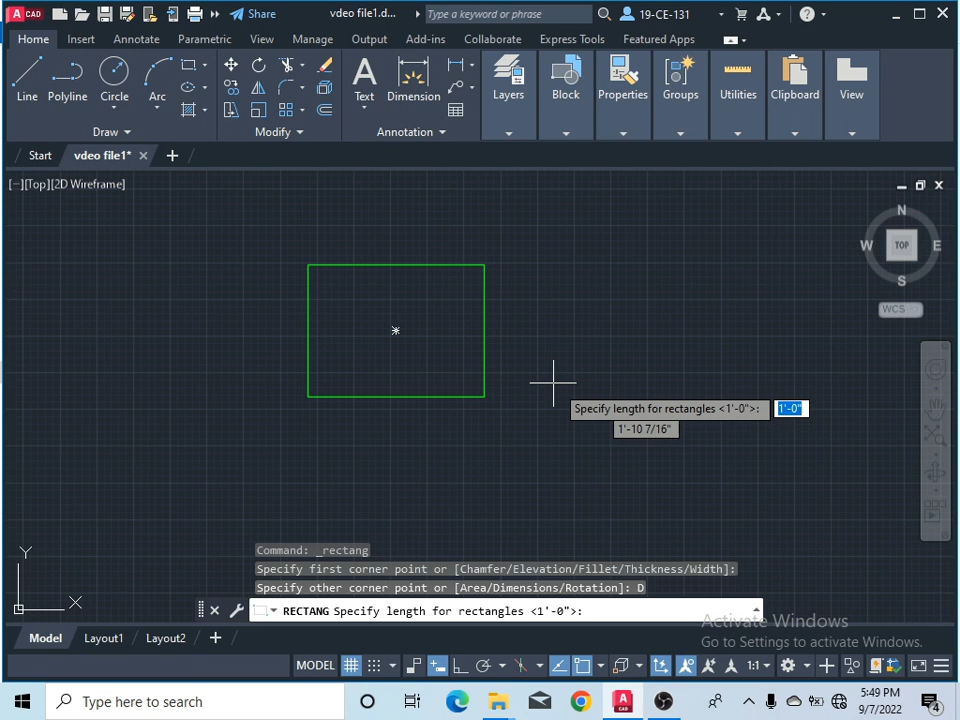 A CAD
Share
vdeo file1.d...
Type a keyword or phrase
19-CE-131
Home Insert Annotate Parametric View Manage Output Add-ins Collaborate Express Tools Featured Apps
Line Polyline Circle Arc
Text Dimension
Layers Block Properties Groups Utilities Clipboard View
Draw Modify Annotation
Start vdeo file1*
[−][Top][2D Wireframe]
N
W TOP E
S
WCS
Specify length for rectangles <1'-0">: 1'-0"
1'-10 7/16"
Y
X
Command: _rectang
Specify first corner point or [Chamfer/Elevation/Fillet/Thickness/Width]:
Specify other corner point or [Area/Dimensions/Rotation]: D
RECTANG Specify length for rectangles <1'-0">:
Activate Windows
Go to Settings to activate Windows.
Model Layout1 Layout2
MODEL 1:1
Type here to search
A CAD
5:49 PM
9/7/2022
4